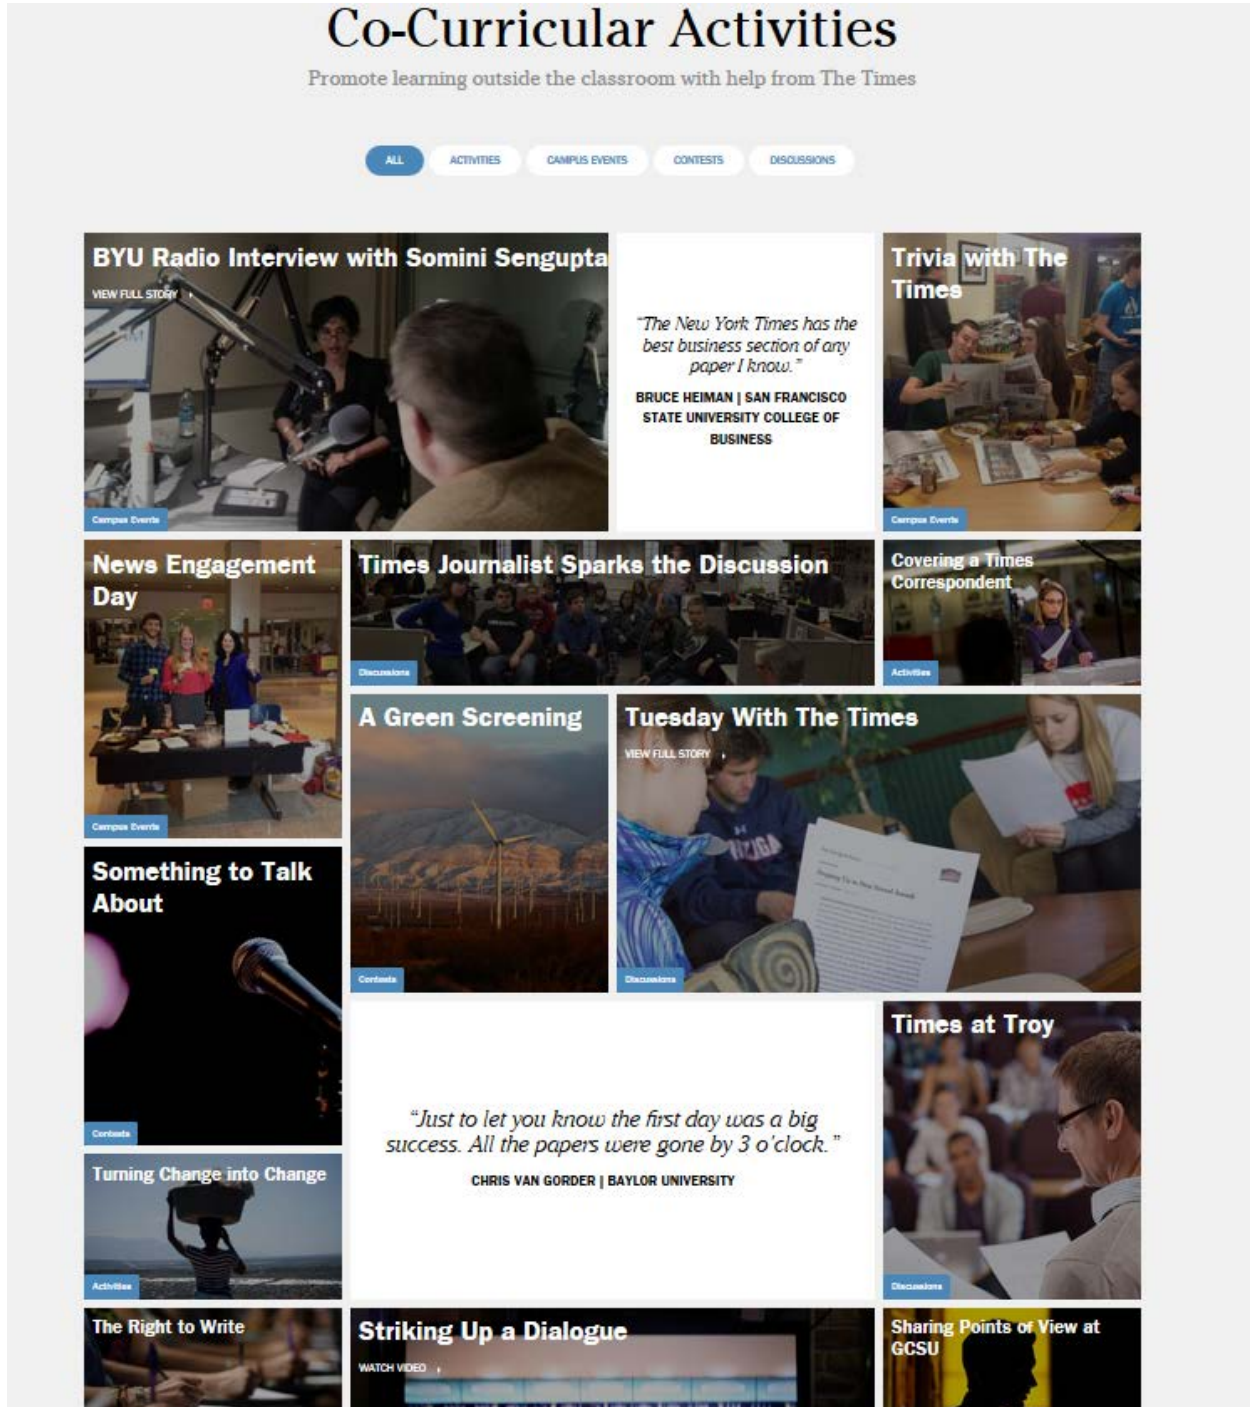 Co-Curricular Activities
Promote learning outside the classroom with help from The Times
ALL
ACTIVITIES
CAMPUS EVENTS
CONTESTS
DISCUSSIONS
BYU Radio Interview with Somini Sengupta
VIEW FULL STORY
Campus Events
“The New York Times has the
best business section of any
paper I know.”
BRUCE HEIMAN | SAN FRANCISCO
STATE UNIVERSITY COLLEGE OF
BUSINESS
Trivia with The
Times
Campus Events
News Engagement
Day
Campus Events
Times Journalist Sparks the Discussion
Discussions
Covering a Times
Correspondent
Activities
A Green Screening
Contests
Tuesday With The Times
VIEW FULL STORY
Discussions
Something to Talk
About
Contests
“Just to let you know the first day was a big
success. All the papers were gone by 3 o'clock.”
CHRIS VAN GORDER | BAYLOR UNIVERSITY
Times at Troy
Discussions
Turning Change into Change
Activities
The Right to Write
Striking Up a Dialogue
WATCH VIDEO
Sharing Points of View at
GCSU